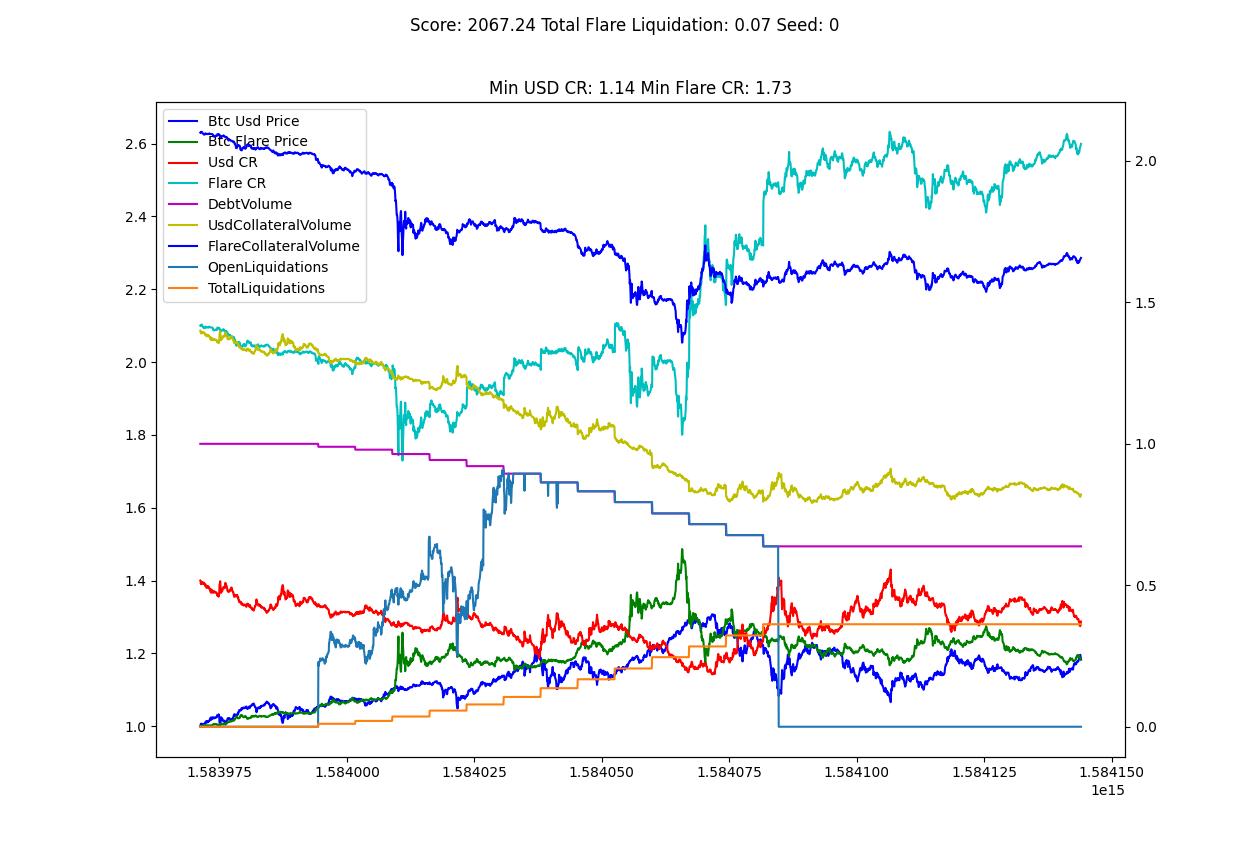 Score: 2067.24 Total Flare Liquidation: 0.07 Seed: 0
Min USD CR: 1.14 Min Flare CR: 1.73
Btc Usd Price
Btc Flare Price
Usd CR
Flare CR
DebtVolume
UsdCollateralVolume
FlareCollateralVolume
OpenLiquidations
TotalLiquidations
2.6
2.4
2.2
2.0
1.8
1.6
1.4
1.2
1.0
2.0
1.5
1.0
0.5
0.0
1.583975
1.584000
1.584025
1.584050
1.584075
1.584100
1.584125
1.584150
1e15